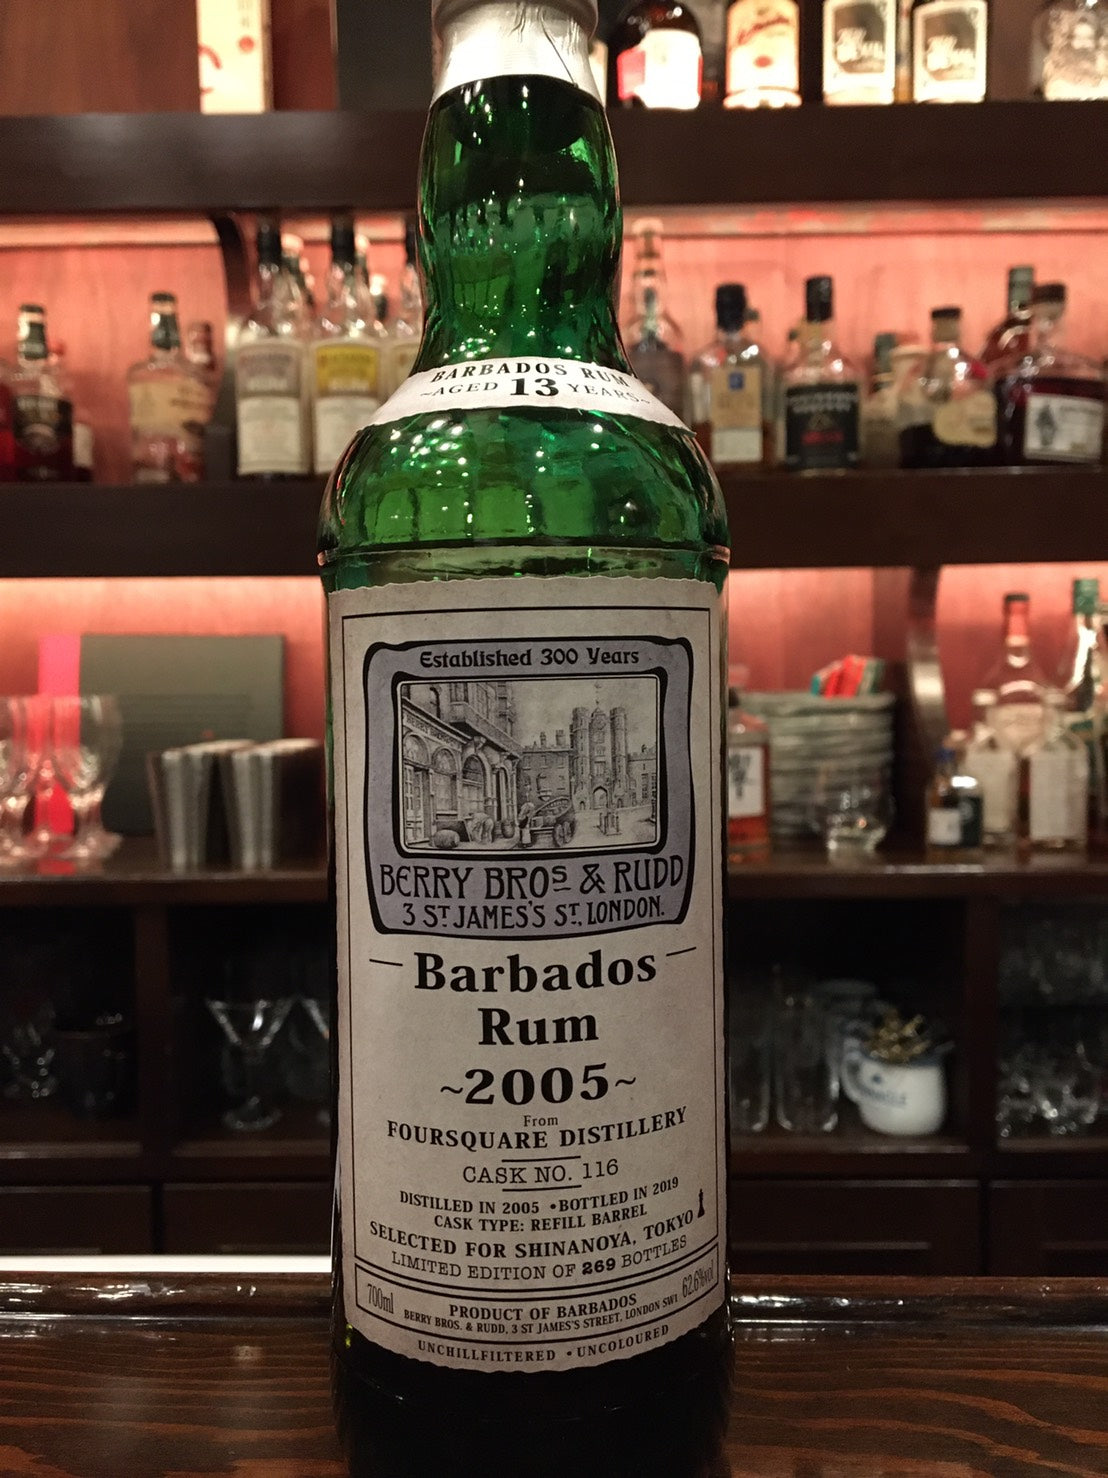 BARBADOS RUM
~AGED 13 YEARS~
Established 300 Years
BERRY BROS & RUDD
3 ST JAMES'S ST, LONDON.
Barbados
Rum
~2005~
From
FOURSQUARE DISTILLERY
CASK NO. 116
DISTILLED IN 2005 • BOTTLED IN 2019
CASK TYPE: REFILL BARREL
SELECTED FOR SHINANOYA, TOKYO
LIMITED EDITION OF 269 BOTTLES
700ml
PRODUCT OF BARBADOS
62.6%vol
BERRY BROS. & RUDD, 3 ST JAMES'S STREET, LONDON SW1
UNCHILLFILTERED • UNCOLOURED